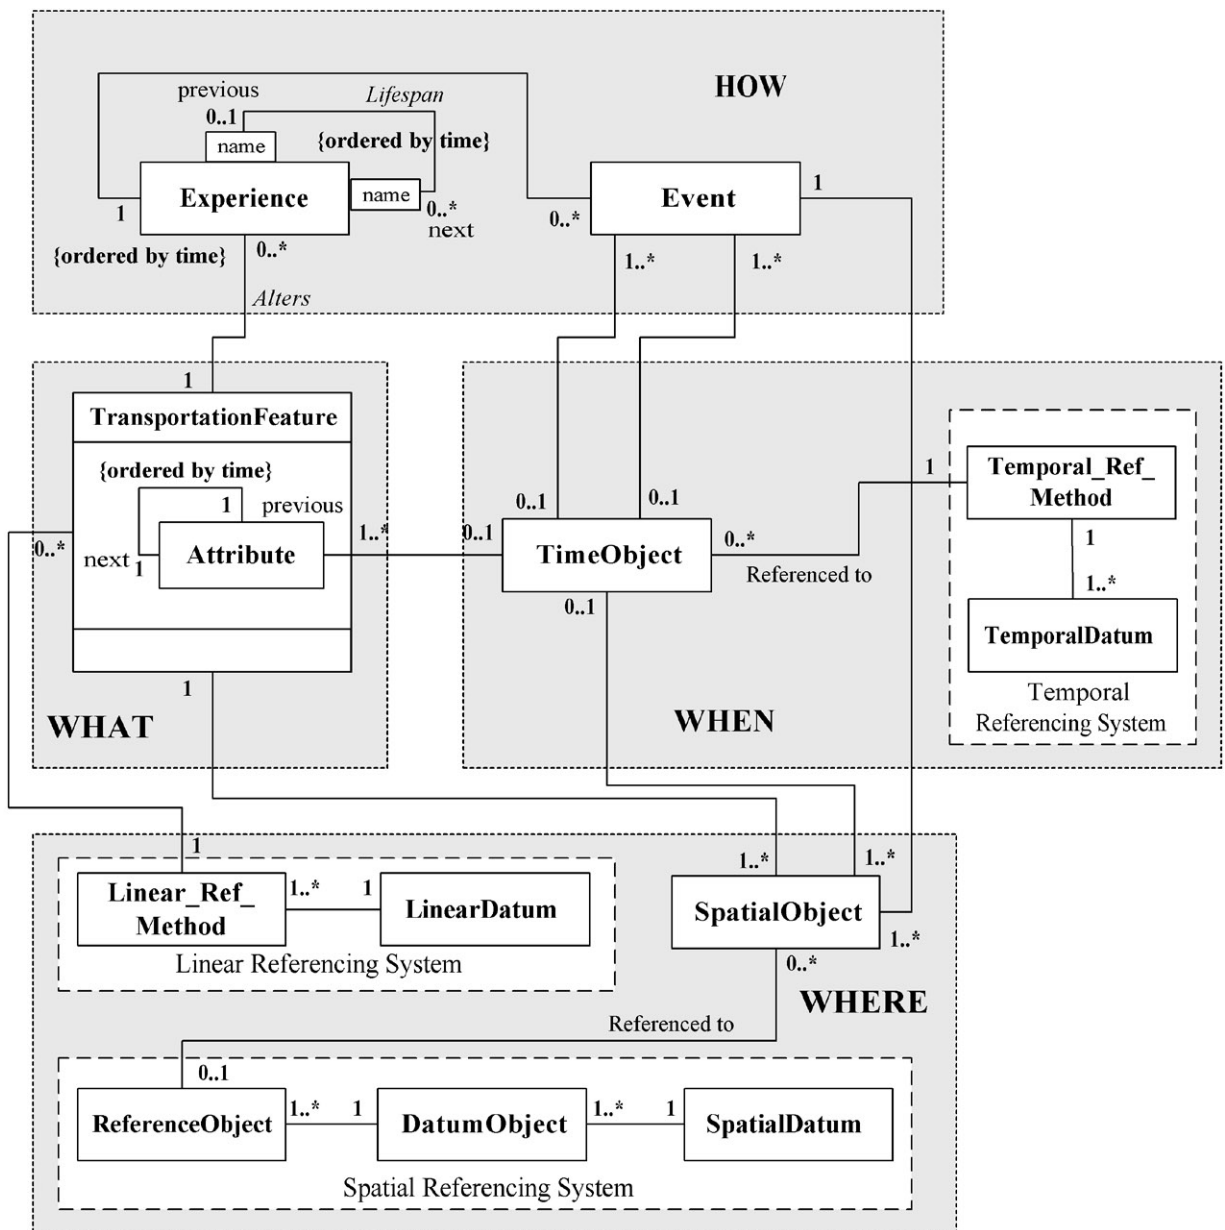 HOW
previous
Lifespan
0..1
name
{ordered by time}
Experience
name
Event
1
1
0..*
next
0..*
{ordered by time}
0..*
1..*
1..*
Alters
1
TransportationFeature
{ordered by time}
1
previous
Attribute
next
1
0..*
1..*
WHAT
1
0..1
0..1
0..1
TimeObject
0..*
Referenced to
0..1
1
Temporal_Ref_
Method
1
1..*
TemporalDatum
Temporal
Referencing System
WHEN
1
Linear_Ref_
Method
1..*
1
LinearDatum
Linear Referencing System
1..*
1..*
SpatialObject
1..*
0..*
WHERE
Referenced to
0..1
ReferenceObject
1..*
1
DatumObject
1..*
1
SpatialDatum
Spatial Referencing System